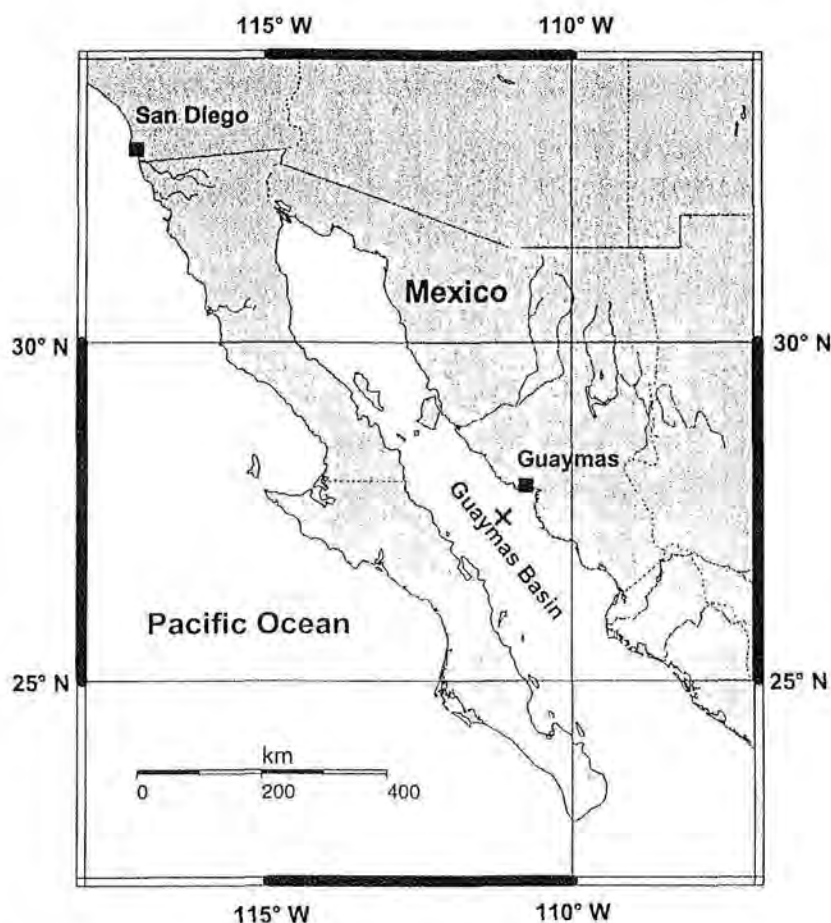 115° W
110° W
San Diego
Mexico
30° N
30° N
Guaymas
Guaymas Basin
Pacific Ocean
25° N
25° N
km
0
200
400
115° W
110° W